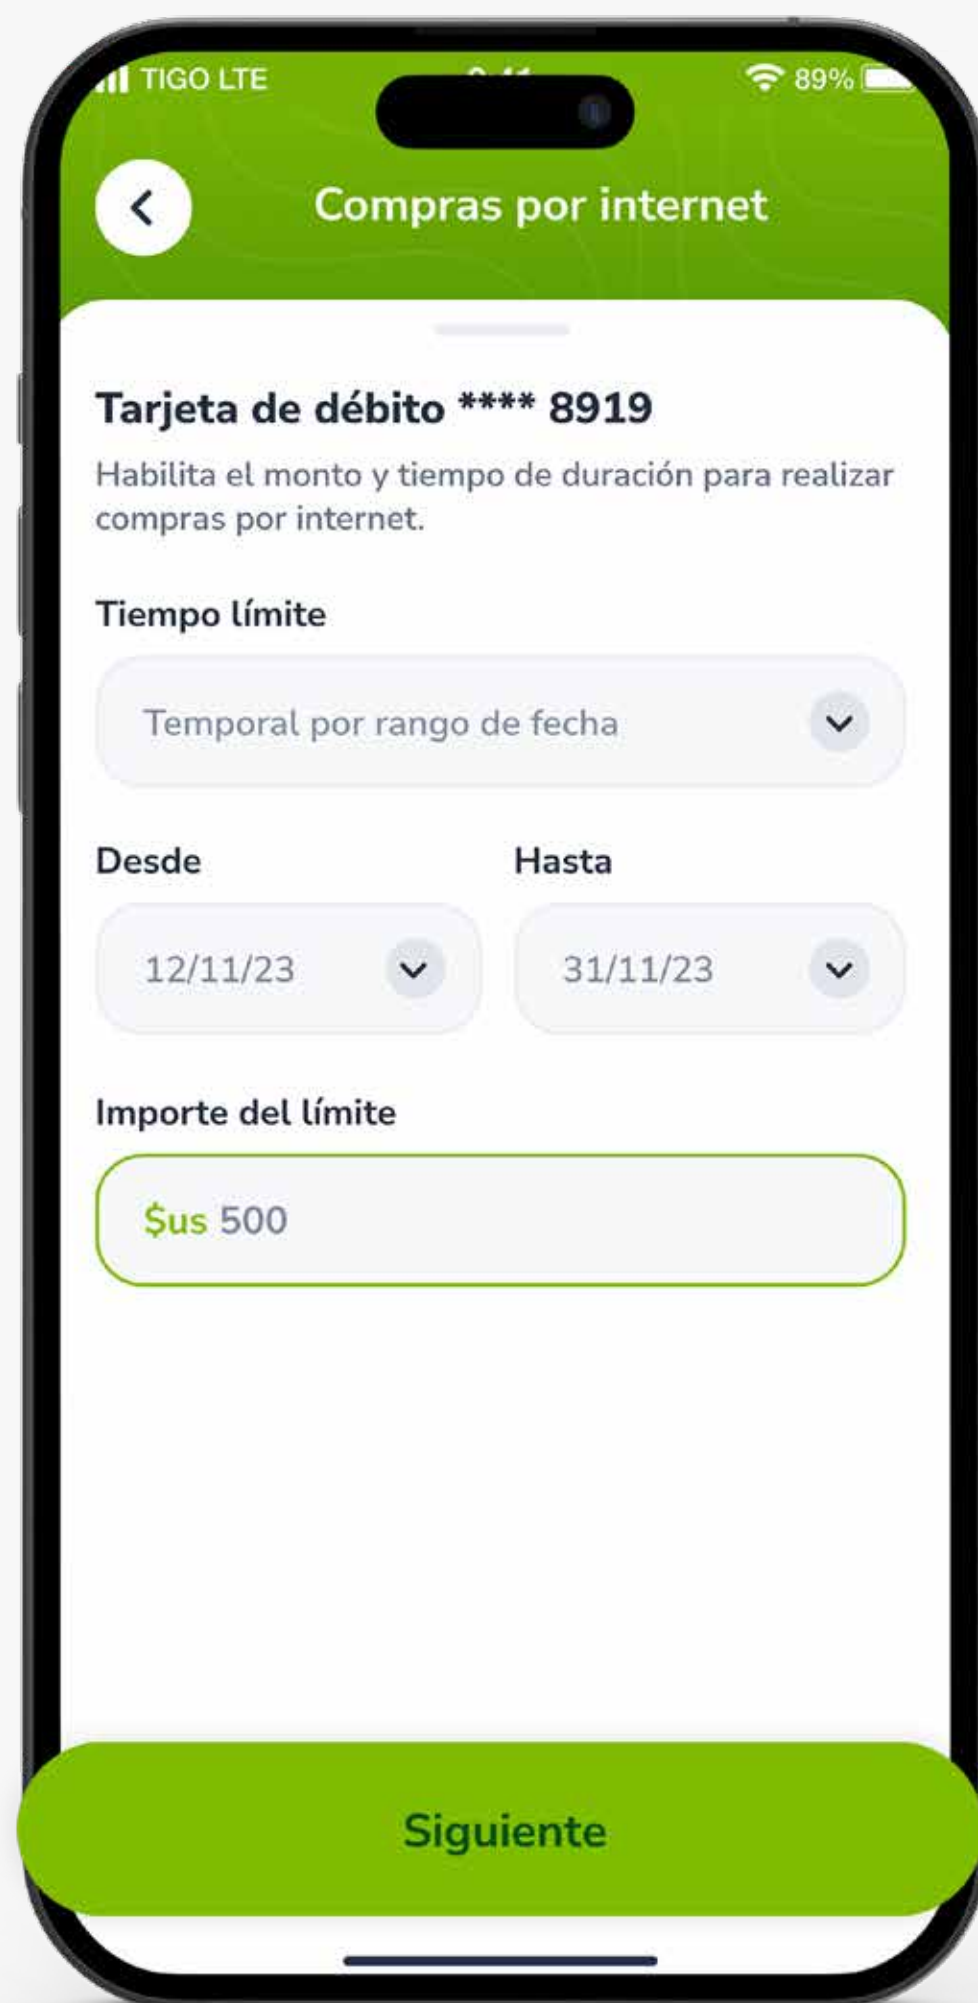 TIGO LTE
89%
Compras por internet
Tarjeta de débito **** 8919
Habilita el monto y tiempo de duración para realizar
compras por internet.
Tiempo límite
Temporal por rango de fecha
Desde Hasta
12/11/23 31/11/23
Importe del límite
$us 500
Siguiente